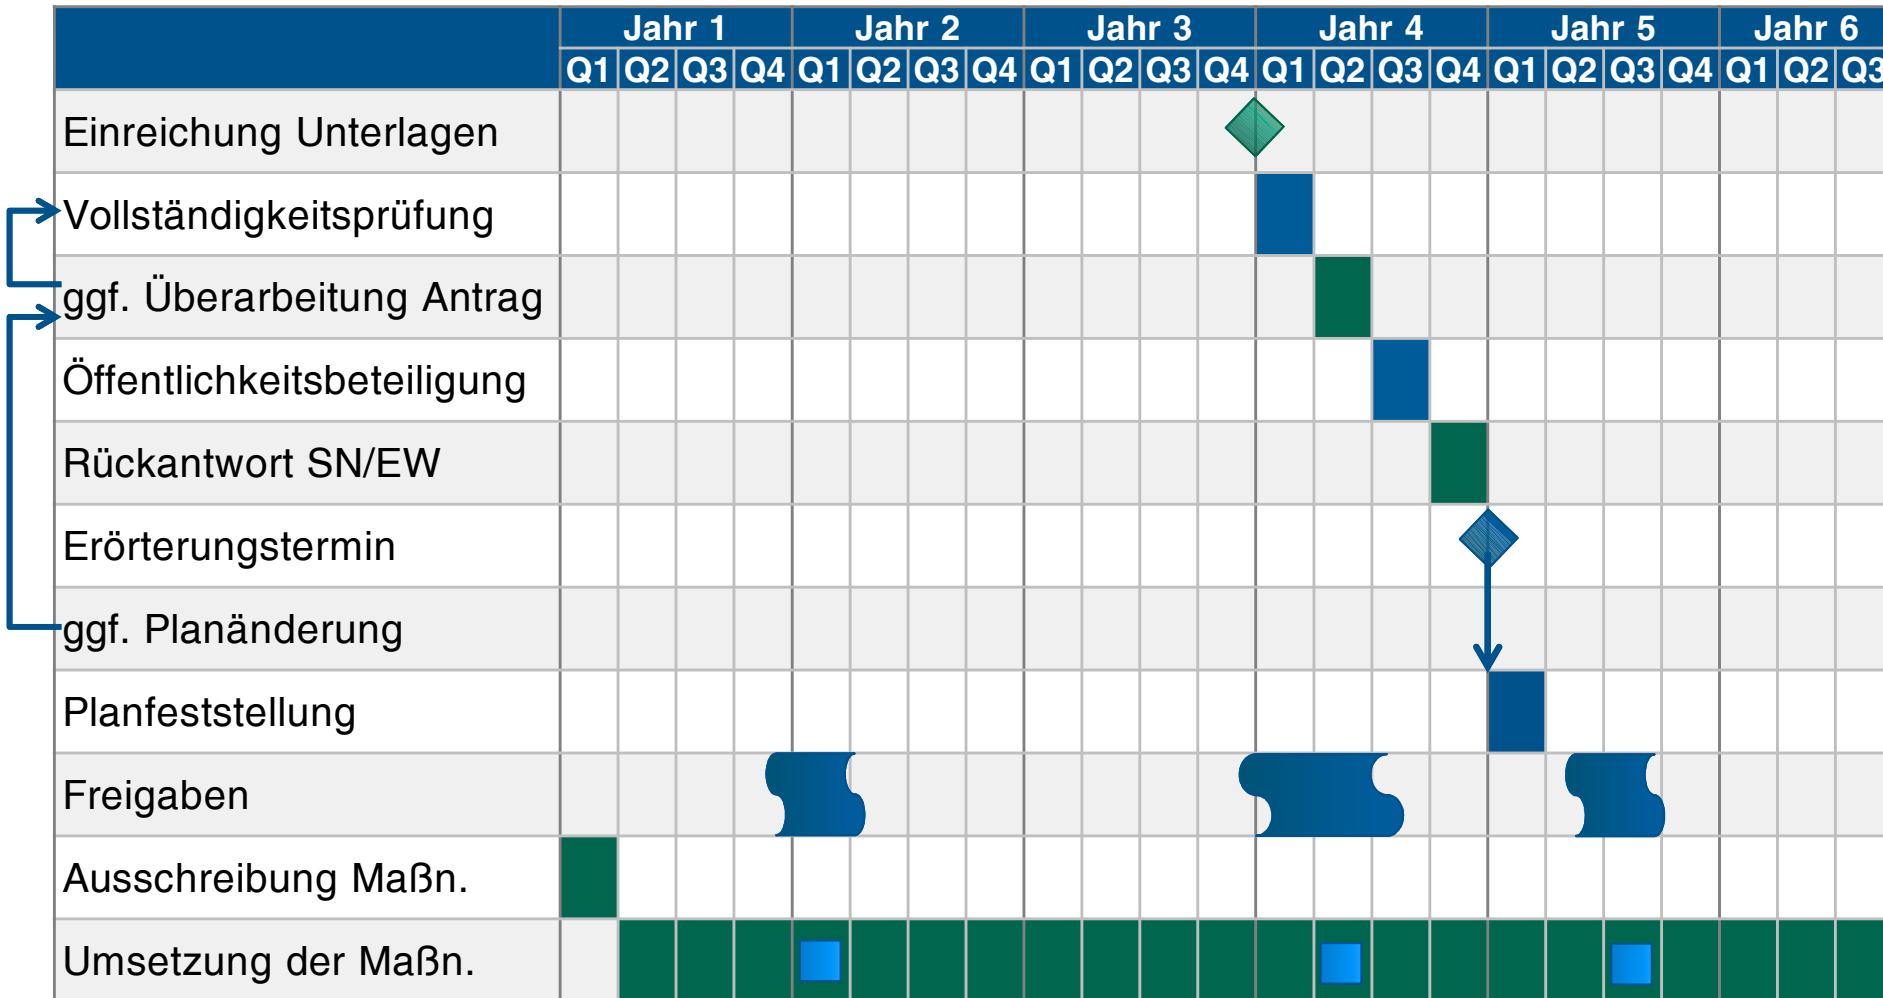 Jahr 1 Jahr 2 Jahr 3 Jahr 4 Jahr 5 Jahr 6
Q1 Q2 Q3 Q4 Q1 Q2 Q3 Q4 Q1 Q2 Q3 Q4 Q1 Q2 Q3 Q4 Q1 Q2 Q3 Q4 Q1 Q2 Q3
Einreichung Unterlagen
Vollständigkeitsprüfung
ggf. Überarbeitung Antrag
Öffentlichkeitsbeteiligung
Rückantwort SN/EW
Erörterungstermin
ggf. Planänderung
Planfeststellung
Freigaben
Ausschreibung Maßn.
Umsetzung der Maßn.